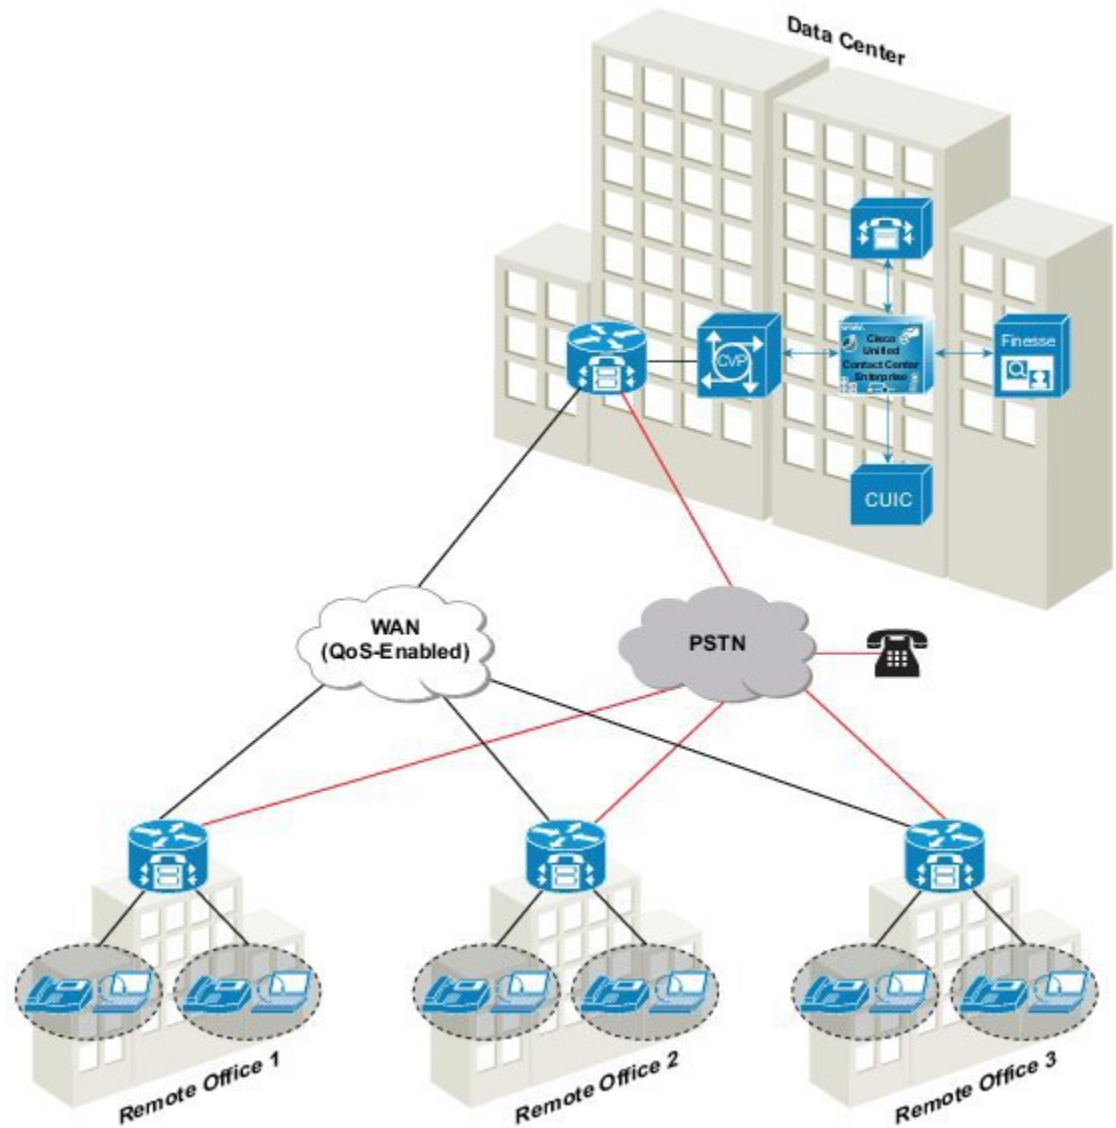 Data Center
CVP
Cisco
Unified
Contact Center
Enterprise
Finesse
CUIC
WAN
(QoS-Enabled)
PSTN
Remote Office 1
Remote Office 2
Remote Office 3